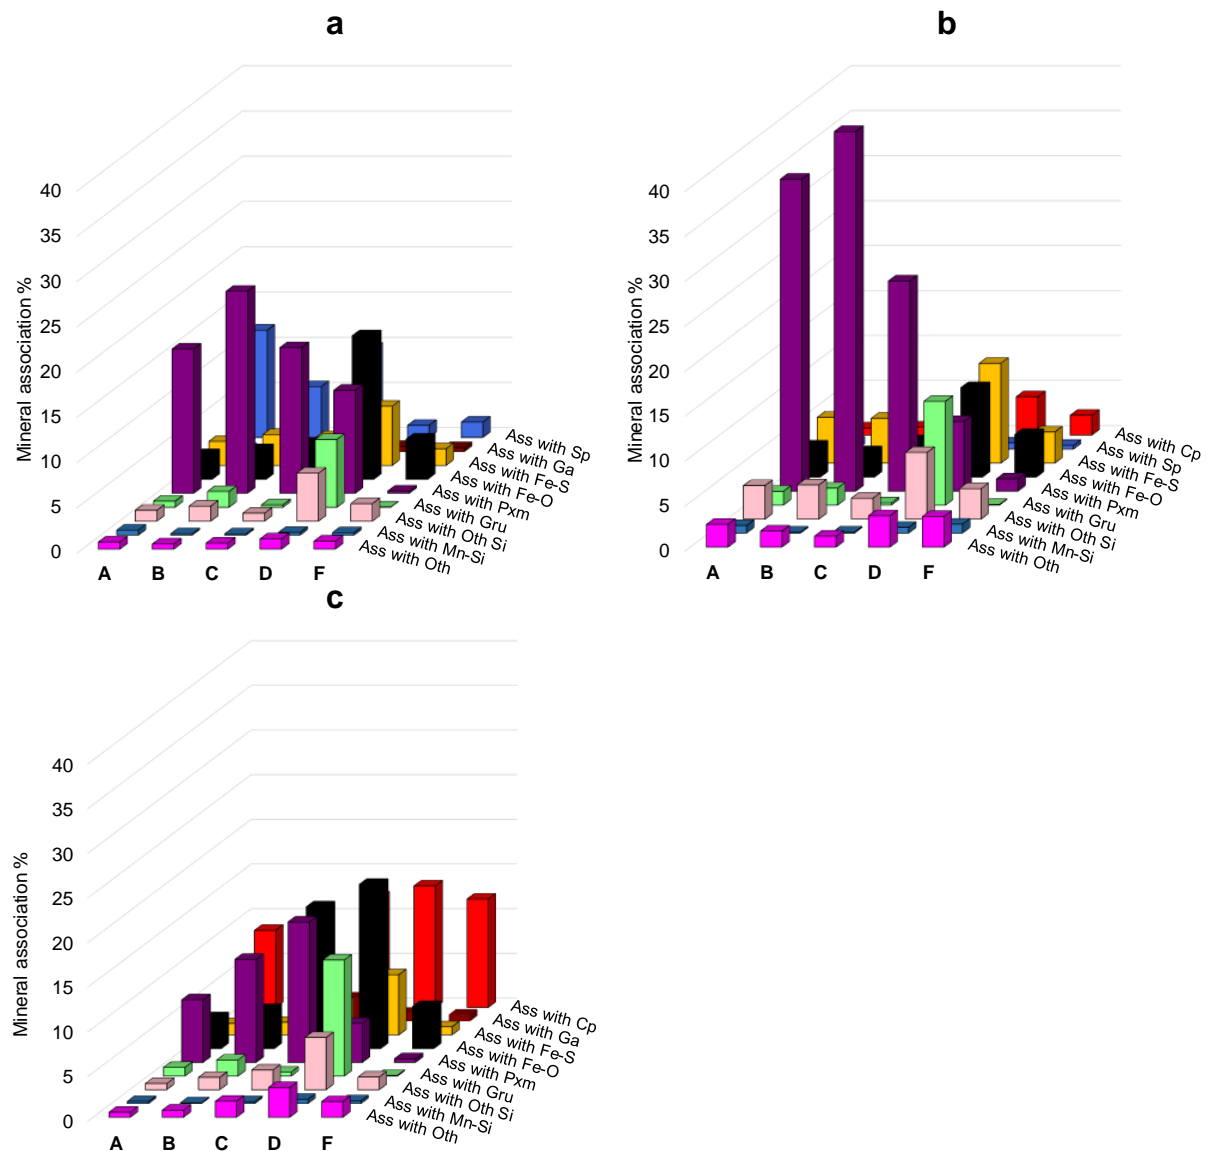 a
40
35
30
25
20
15
10
5
0
Mineral association %
A B C D F
Ass with Sp
Ass with Ga
Ass with Fe-S
Ass with Fe-O
Ass with Pxm
Ass with Gru
Ass with Oth Si
Ass with Mn-Si
Ass with Oth
b
40
35
30
25
20
15
10
5
0
Mineral association %
A B C D F
Ass with Cp
Ass with Sp
Ass with Fe-S
Ass with Fe-O
Ass with Pxm
Ass with Gru
Ass with Oth Si
Ass with Mn-Si
Ass with Oth
c
40
35
30
25
20
15
10
5
0
Mineral association %
A B C D F
Ass with Cp
Ass with Ga
Ass with Fe-S
Ass with Fe-O
Ass with Pxm
Ass with Gru
Ass with Oth Si
Ass with Mn-Si
Ass with Oth